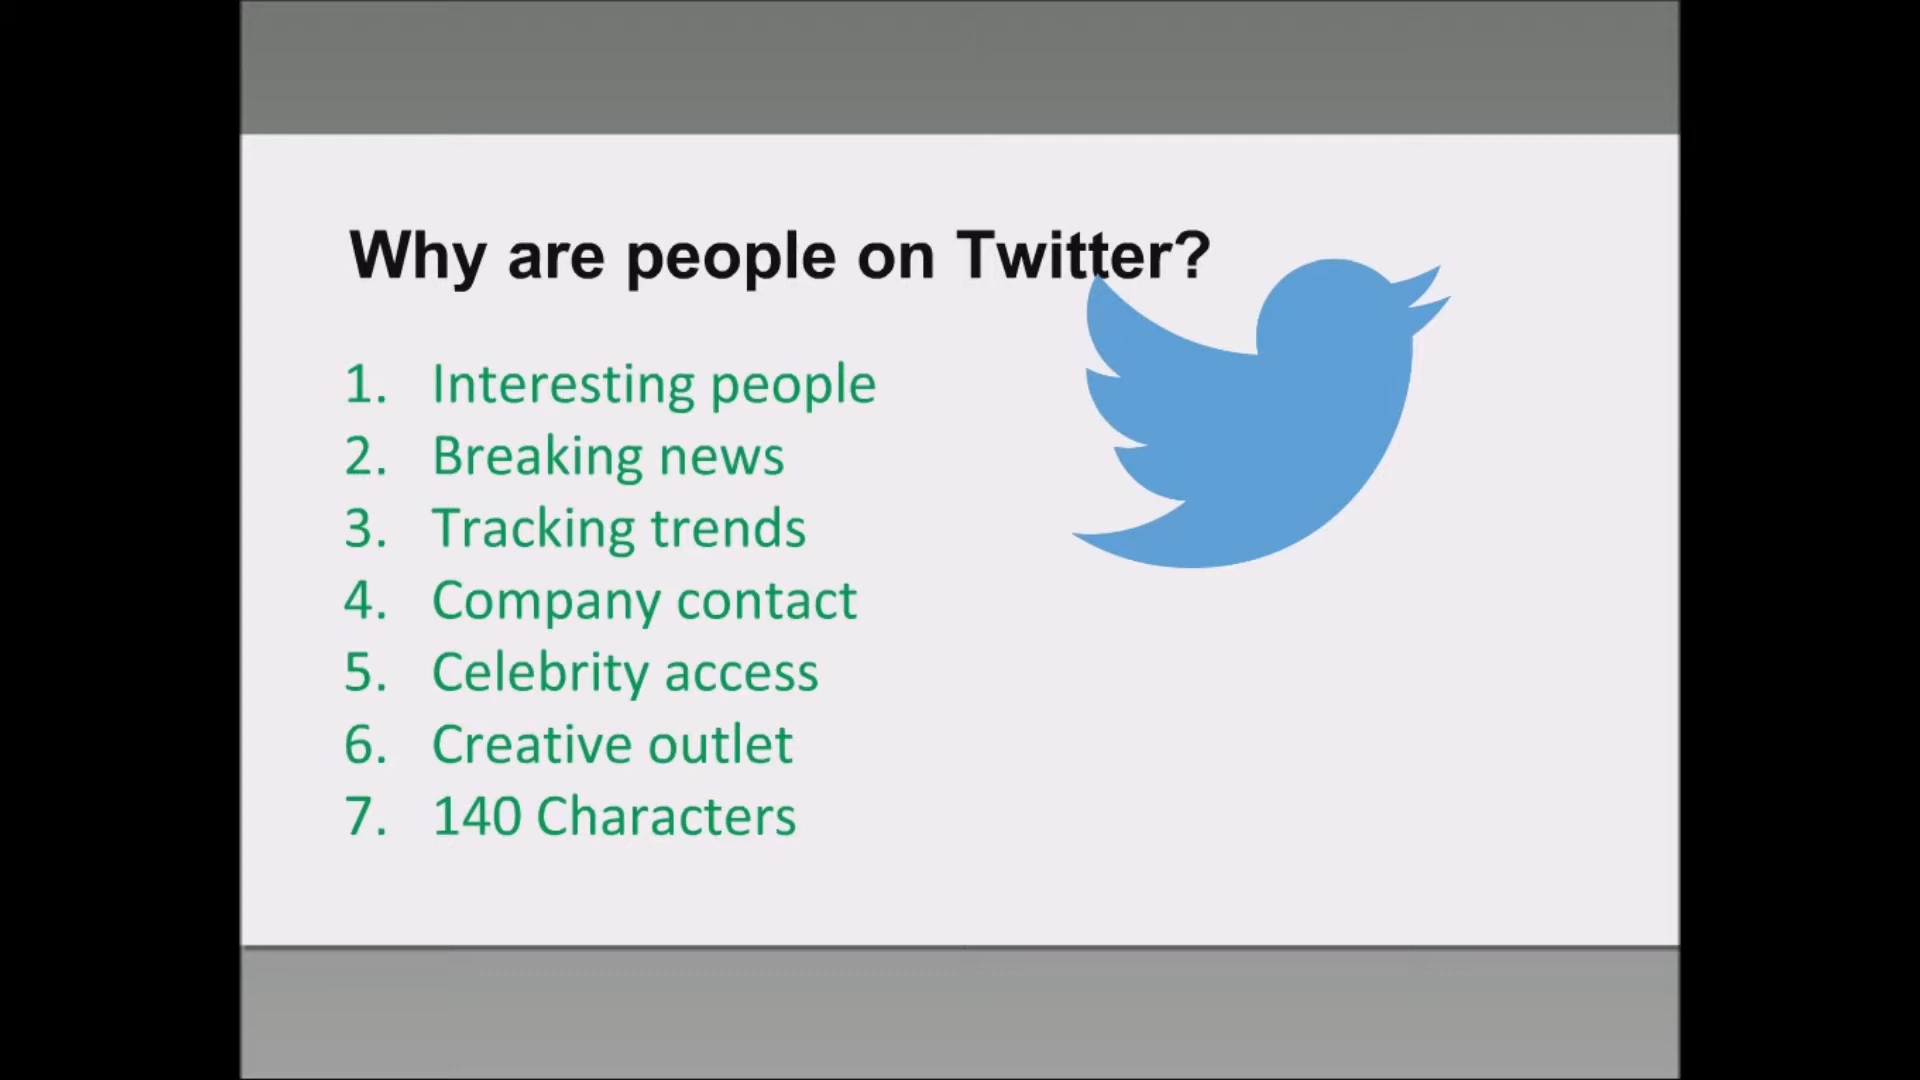 Why are people on Twitter?
1. Interesting people
2. Breaking news
3. Tracking trends
4. Company contact
5. Celebrity access
6. Creative outlet
7. 140 Characters